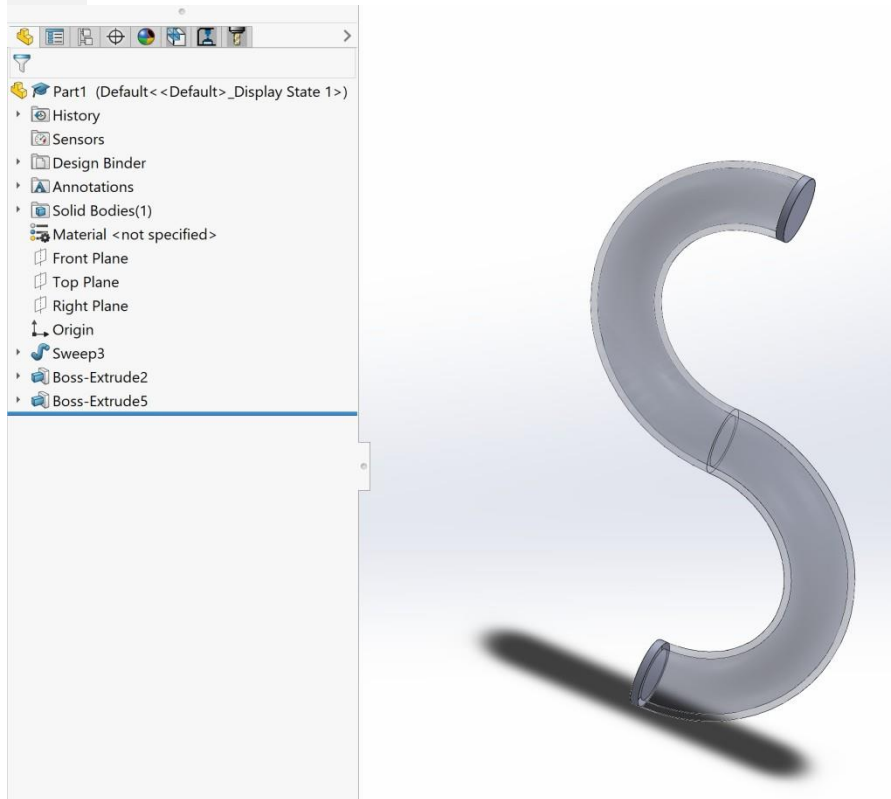 Part1 (Default<<Default>_Display State 1>)
History
Sensors
Design Binder
Annotations
Solid Bodies(1)
Material <not specified>
Front Plane
Top Plane
Right Plane
Origin
Sweep3
Boss-Extrude2
Boss-Extrude5